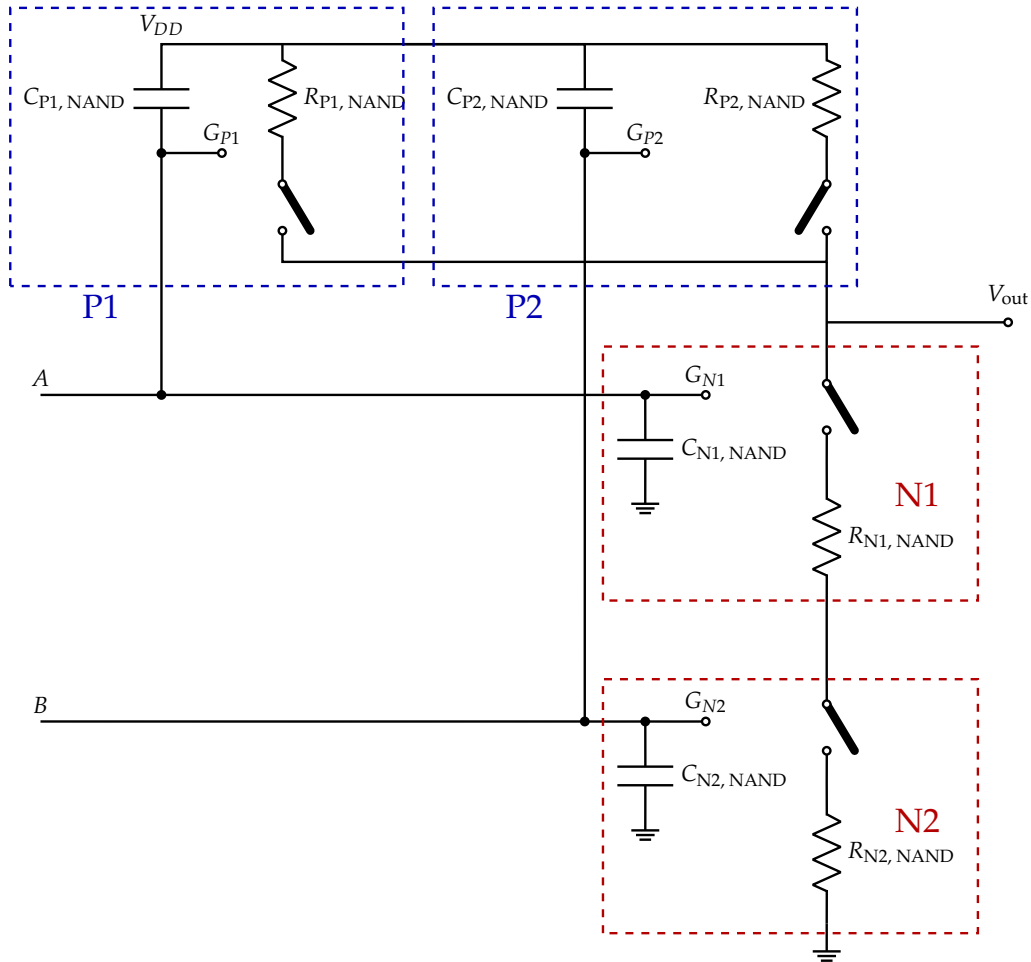 V_DD
C_P1, NAND
R_P1, NAND
C_P2, NAND
R_P2, NAND
G_P1
G_P2
P1
P2
V_out
A
G_N1
C_N1, NAND
N1
R_N1, NAND
B
G_N2
C_N2, NAND
N2
R_N2, NAND